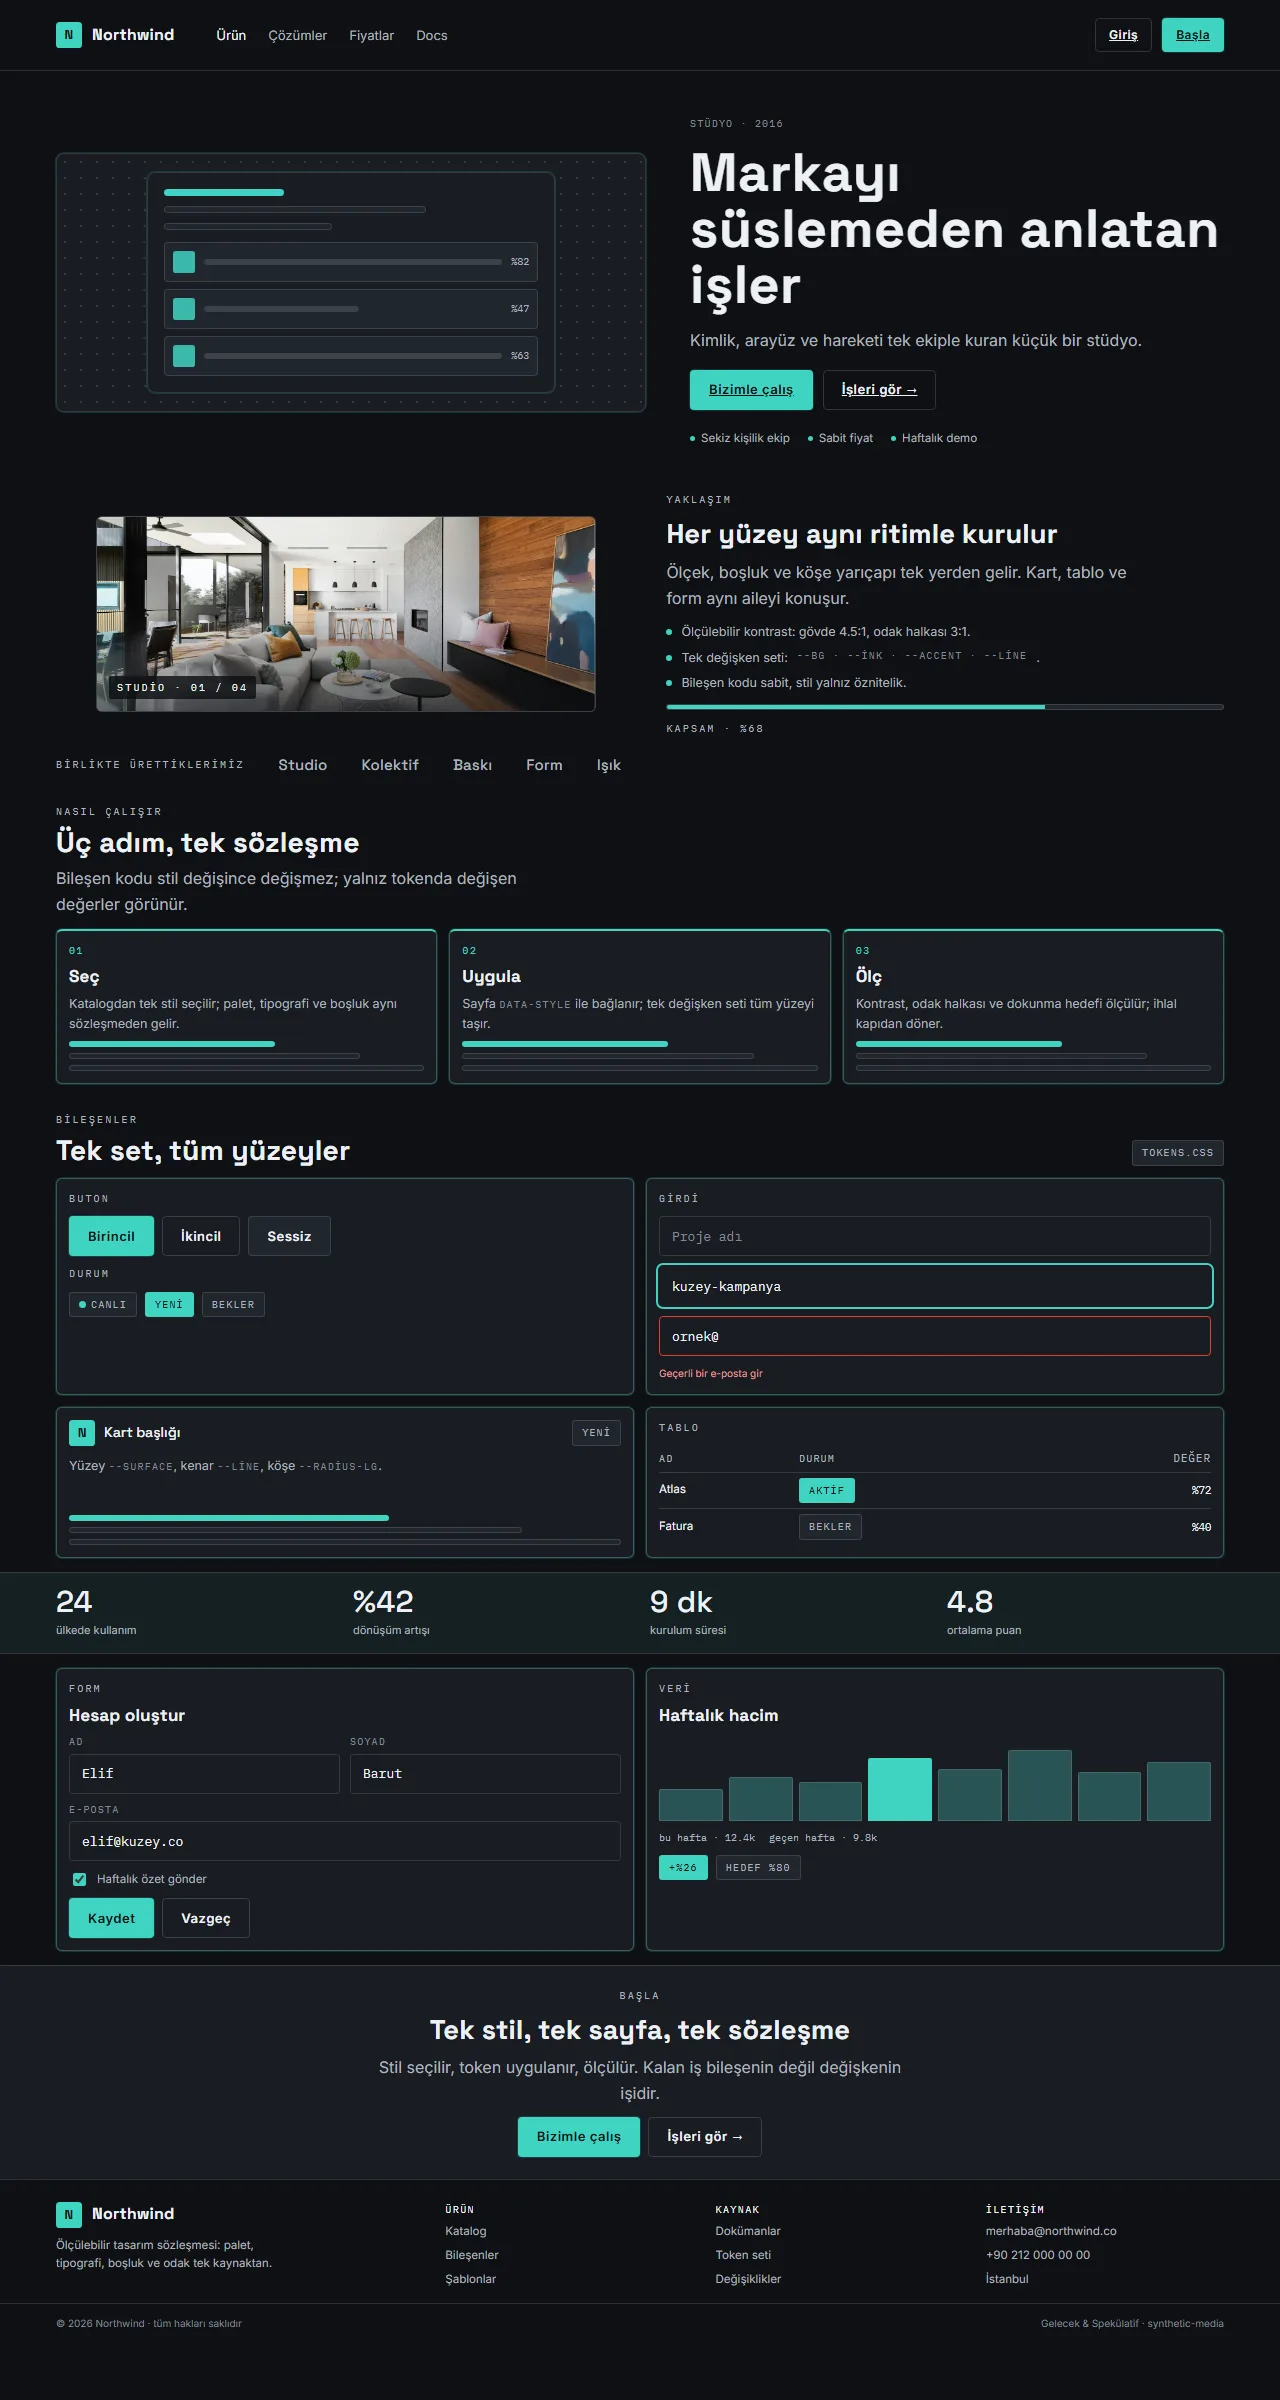 N Northwind Ürün Çözümler Fiyatlar Docs Giriş Başla
%82
%47
%63
STÜDYO · 2016
Markayı
süslemeden anlatan
işler
Kimlik, arayüz ve hareketi tek ekiple kuran küçük bir stüdyo.
Bizimle çalış İşleri gör →
Sekiz kişilik ekip Sabit fiyat Haftalık demo
STUDİO · 01 / 04
YAKLAŞIM
Her yüzey aynı ritimle kurulur
Ölçek, boşluk ve köşe yarıçapı tek yerden gelir. Kart, tablo ve
form aynı aileyi konuşur.
Ölçülebilir kontrast: gövde 4.5:1, odak halkası 3:1.
Tek değişken seti: --BG · --İNK · --ACCENT · --LİNE .
Bileşen kodu sabit, stil yalnız öznitelik.
KAPSAM · %68
BİRLİKTE ÜRETTİKLERİMİZ Studio Kolektif Baskı Form Işık
NASIL ÇALIŞIR
Üç adım, tek sözleşme
Bileşen kodu stil değişince değişmez; yalnız tokenda değişen
değerler görünür.
01
Seç
Katalogdan tek stil seçilir; palet, tipografi ve boşluk aynı
sözleşmeden gelir.
02
Uygula
Sayfa DATA-STYLE ile bağlanır; tek değişken seti tüm yüzeyi
taşır.
03
Ölç
Kontrast, odak halkası ve dokunma hedefi ölçülür; ihlal
kapıdan döner.
BİLEŞENLER
Tek set, tüm yüzeyler
TOKENS.CSS
BUTON
Birincil İkincil Sessiz
DURUM
CANLI YENİ BEKLER
GİRDİ
Proje adı
kuzey-kampanya
ornek@
Geçerli bir e-posta gir
N Kart başlığı YENİ
Yüzey --SURFACE, kenar --LİNE, köşe --RADİUS-LG.
TABLO
AD DURUM DEĞER
Atlas AKTİF %72
Fatura BEKLER %40
24 %42 9 dk 4.8
ülkede kullanım dönüşüm artışı kurulum süresi ortalama puan
FORM
Hesap oluştur
AD SOYAD
Elif Barut
E-POSTA
elif@kuzey.co
Haftalık özet gönder
Kaydet Vazgeç
VERİ
Haftalık hacim
bu hafta · 12.4k geçen hafta · 9.8k
+%26 HEDEF %80
BAŞLA
Tek stil, tek sayfa, tek sözleşme
Stil seçilir, token uygulanır, ölçülür. Kalan iş bileşenin değil değişkenin
işidir.
Bizimle çalış İşleri gör →
N Northwind
Ölçülebilir tasarım sözleşmesi: palet,
tipografi, boşluk ve odak tek kaynaktan.
ÜRÜN
Katalog
Bileşenler
Şablonlar
KAYNAK
Dokümanlar
Token seti
Değişiklikler
İLETİŞİM
merhaba@northwind.co
+90 212 000 00 00
İstanbul
© 2026 Northwind · tüm hakları saklıdır Gelecek & Spekülatif · synthetic-media